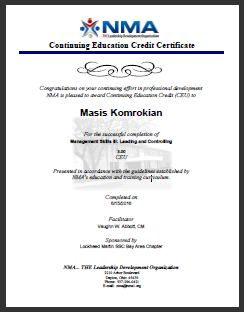 NMA
THE Leadership Development Organization
Continuing Education Credit Certificate
Congratulations on your continuing effort in professional development
NMA is pleased to award Continuing Education Credit (CEU) to
Masis Komrokian
For the successful completion of
Management Skills III: Leading and Controlling
3.00
CEU
Presented in accordance with the guidelines established by
NMA's education and training curriculum.
Completed on
6/15/2016
Facilitator
Vaughn W. Abbott, CM
Sponsored by
Lockheed Martin SSC Bay Area Chapter
NMA... THE Leadership Development Organization
2210 Arbor Boulevard
Dayton, Ohio 45439
Phone: 937-294-0421
E-mail: nma@nma1.org